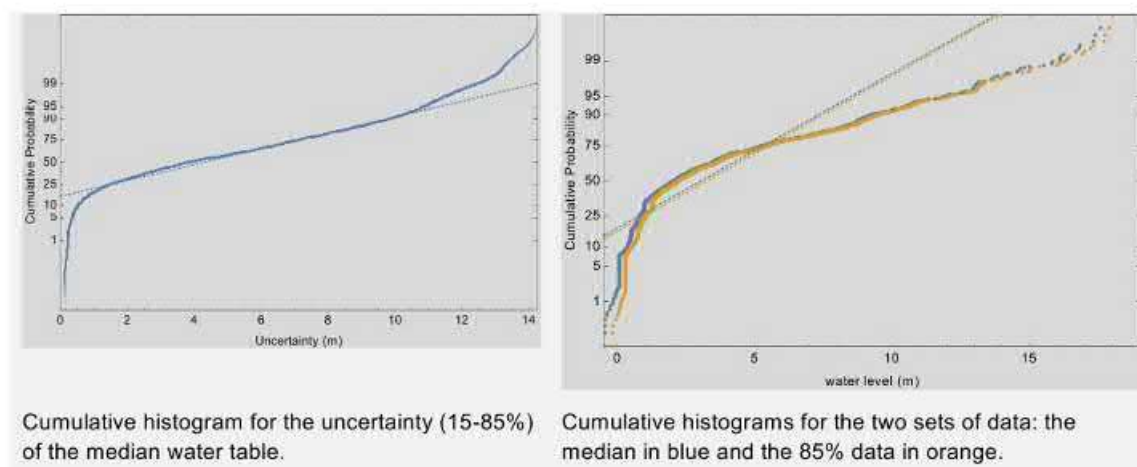 99
95
90
75
50
25
10
5
1
Cumulative Probability
0 2 4 6 8 10 12 14
Uncertainty (m)
99
95
90
75
50
25
10
5
1
Cumulative Probability
0 5 10 15
water level (m)
Cumulative histogram for the uncertainty (15-85%)
of the median water table.
Cumulative histograms for the two sets of data: the
median in blue and the 85% data in orange.